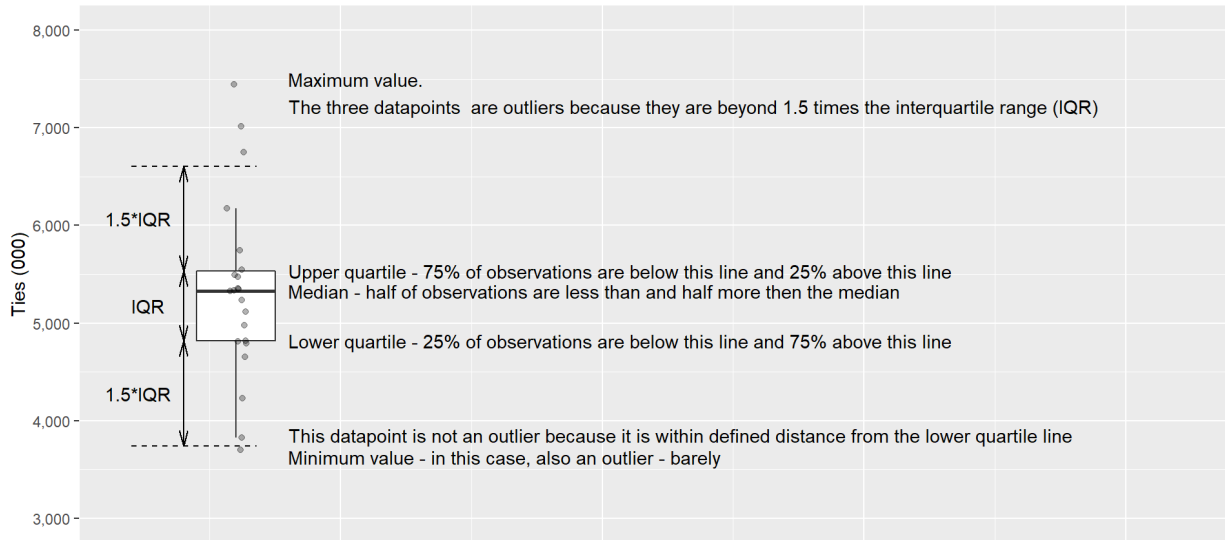 8,000
Maximum value.
The three datapoints  are outliers because they are beyond 1.5 times the interquartile range (IQR)
7,000
1.5*IQR
6,000
Ties (000)
Upper quartile - 75% of observations are below this line and 25% above this line
Median - half of observations are less than and half more then the median
IQR
5,000
Lower quartile - 25% of observations are below this line and 75% above this line
1.5*IQR
4,000
This datapoint is not an outlier because it is within defined distance from the lower quartile line
Minimum value - in this case, also an outlier - barely
3,000